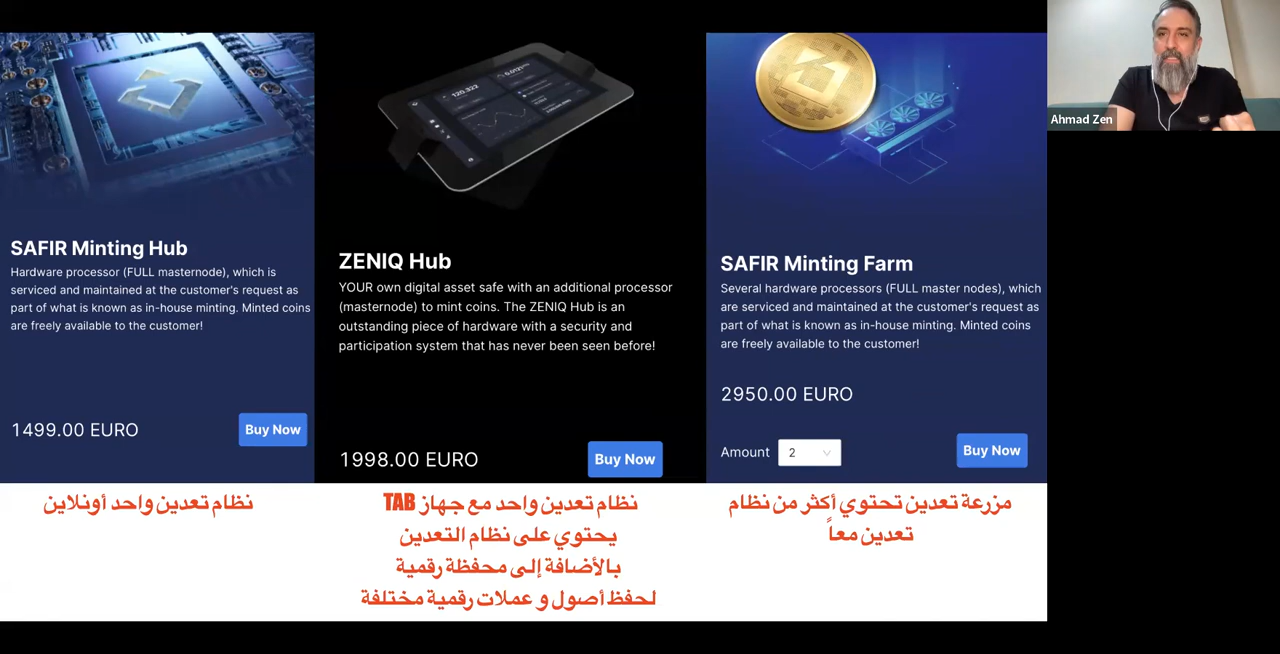 Ahmad Zen
SAFIR Minting Hub
Hardware processor (FULL masternode), which is
serviced and maintained at the customer's request as
part of what is known as in-house minting. Minted coins
are freely available to the customer!
1499.00 EURO
Buy Now
نظام تعدين واحد أونلاين
120,322
ZENIQ Hub
YOUR own digital asset safe with an additional processor
(masternode) to mint coins. The ZENIQ Hub is an
outstanding piece of hardware with a security and
participation system that has never been seen before!
1998.00 EURO
Buy Now
نظام تعدين واحد مع جهاز TAB
يحتوي على نظام التعدين
بالأضافة إلى محفظة رقمية
لحفظ أصول و عملات رقمية مختلفة
SAFIR Minting Farm
Several hardware processors (FULL master nodes), which
are serviced and maintained at the customer's request as
part of what is known as in-house minting. Minted coins
are freely available to the customer!
2950.00 EURO
Amount 2
Buy Now
مزرعة تعدين تحتوي أكثر من نظام
تعدين معاً